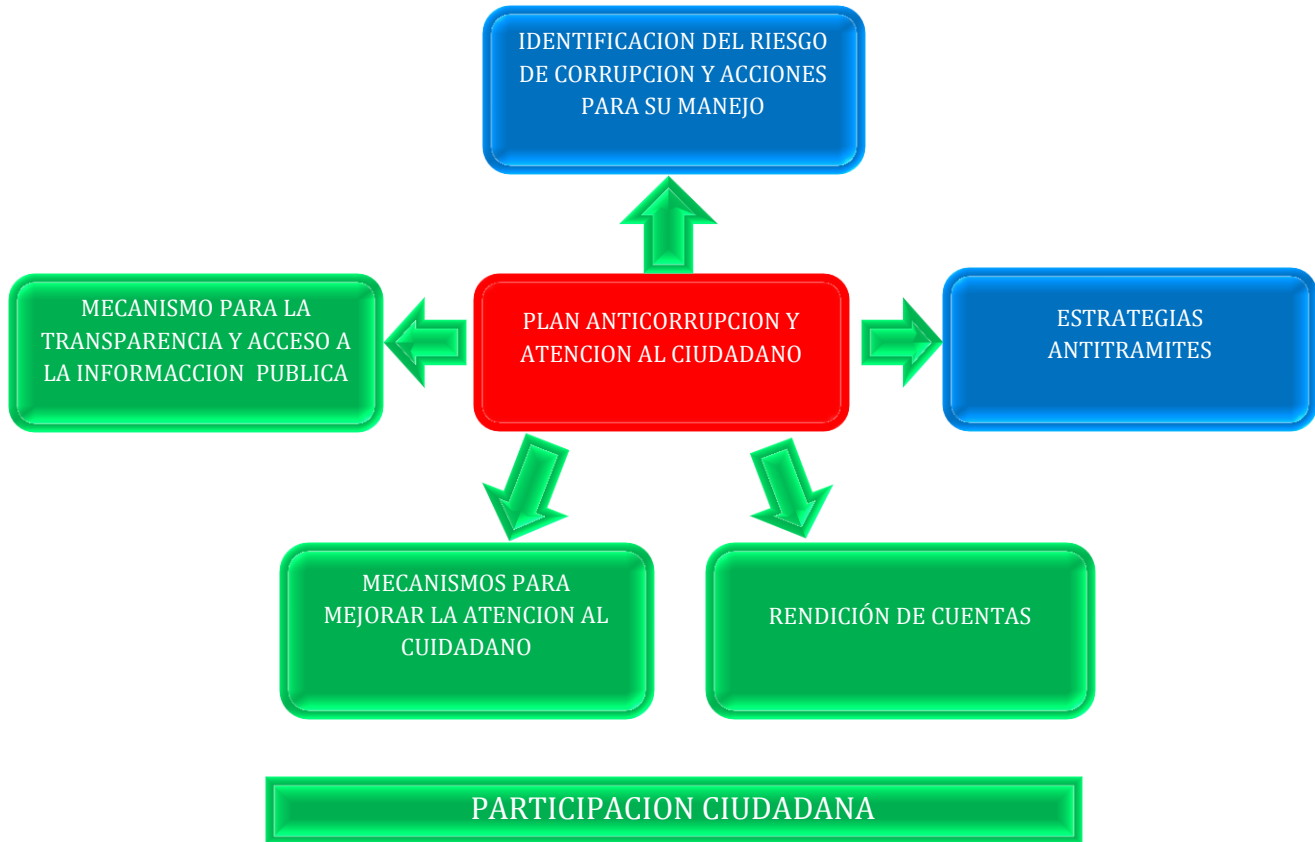 IDENTIFICACION DEL RIESGO
DE CORRUPCION Y ACCIONES
PARA SU MANEJO
MECANISMO PARA LA
TRANSPARENCIA Y ACCESO A
LA INFORMACCION PUBLICA
PLAN ANTICORRUPCION Y
ATENCION AL CIUDADANO
ESTRATEGIAS
ANTITRAMITES
MECANISMOS PARA
MEJORAR LA ATENCION AL
CUIDADANO
RENDICIÓN DE CUENTAS
PARTICIPACION CIUDADANA